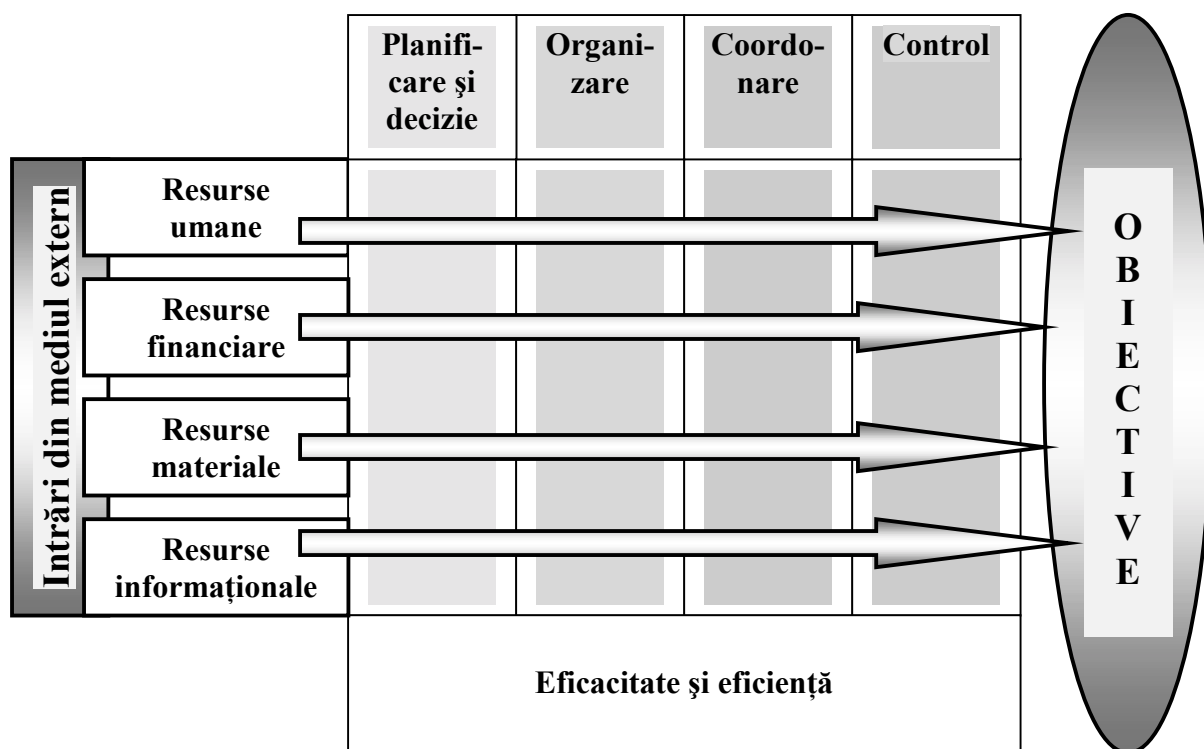 Planifi-
care şi
decizie
Organi-
zare
Coordo-
nare
Control
Intrări din mediul extern
Resurse
umane
Resurse
financiare
Resurse
materiale
Resurse
informaționale
OBIECTIVE
Eficacitate şi eficiență